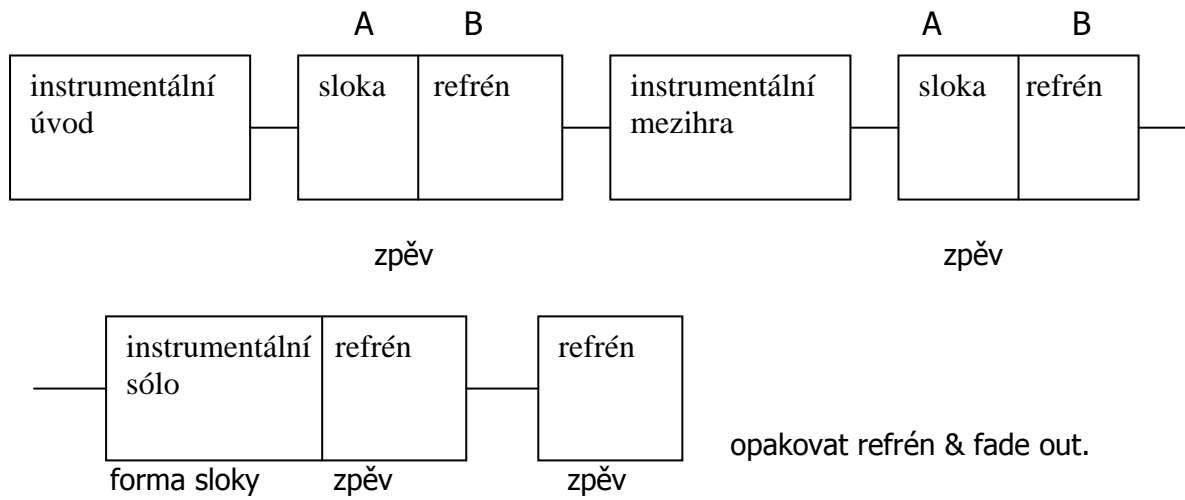 A B A B
instrumentální úvod
sloka
refrén
instrumentální mezihra
sloka
refrén
zpěv zpěv
instrumentální sólo
refrén
refrén
opakovat refrén & fade out.
forma sloky zpěv zpěv